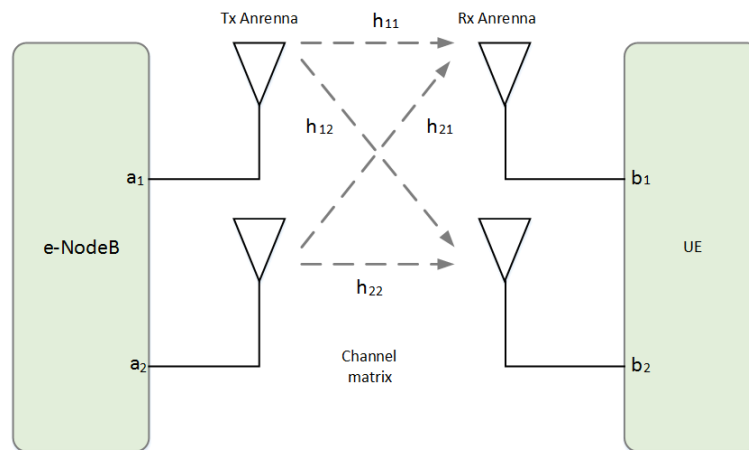 Tx Anrenna
h11
Rx Anrenna
h12
h21
a1
b1
e-NodeB
UE
h22
a2
Channel
matrix
b2